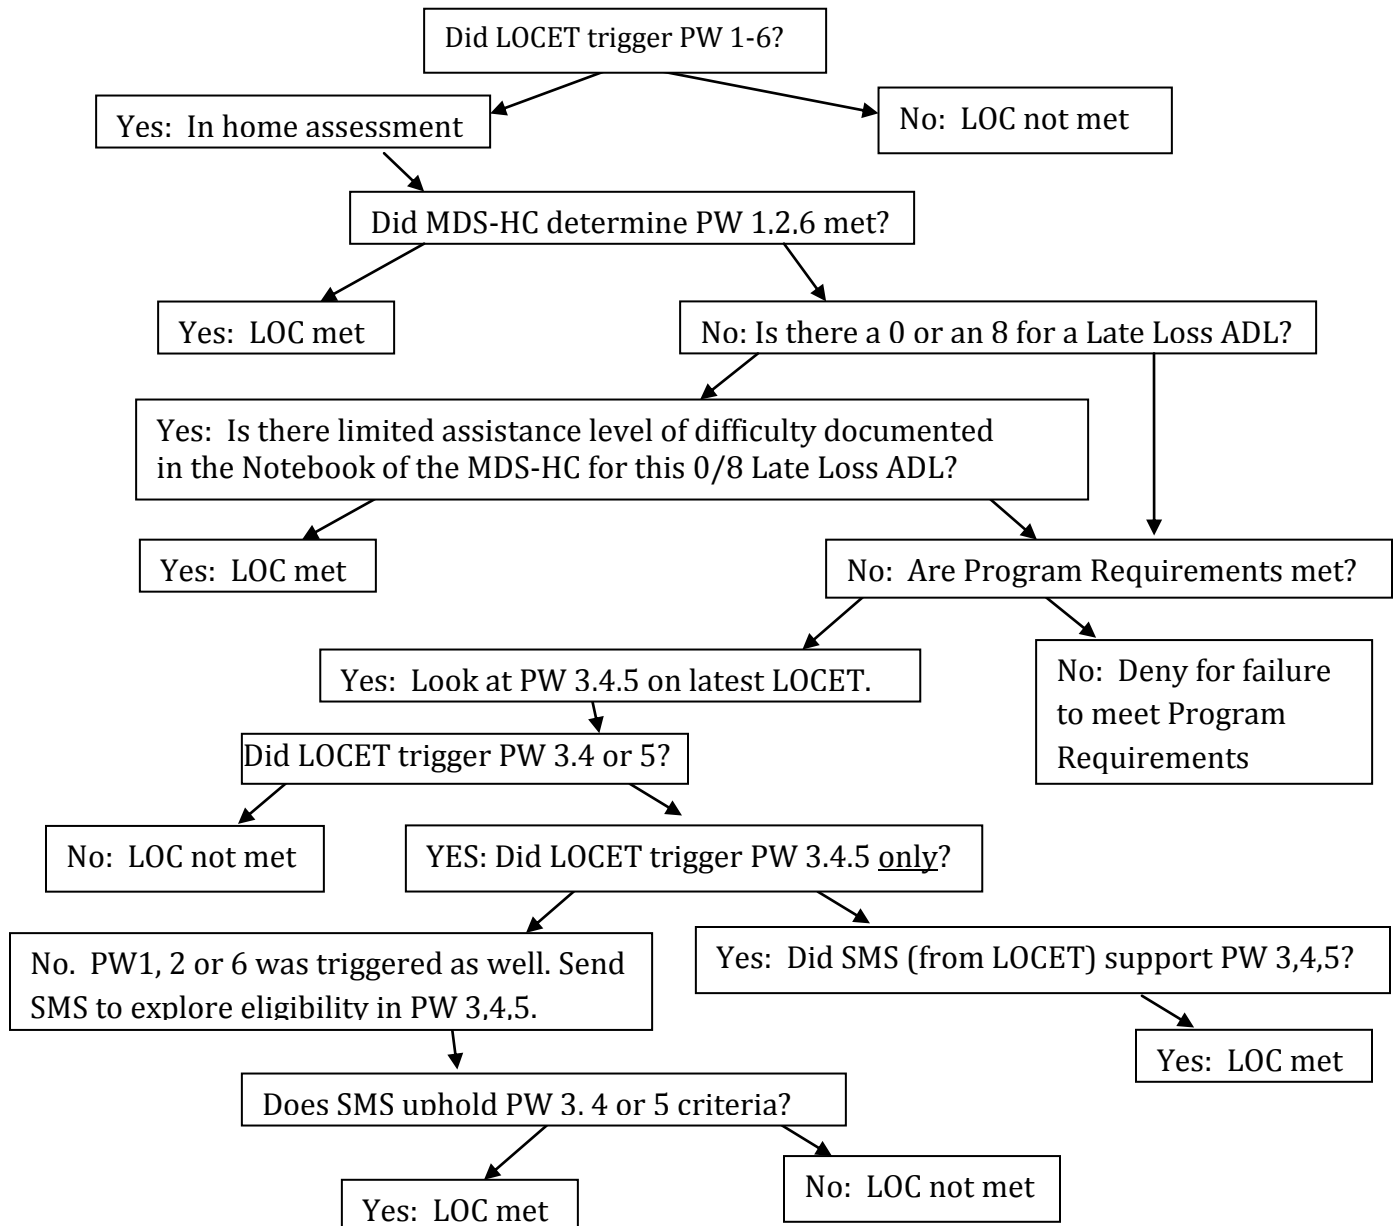 Did LOCET trigger PW 1-6?
Yes:  In home assessment
No:  LOC not met
Did MDS-HC determine PW 1,2,6 met?
Yes:  LOC met
No: Is there a 0 or an 8 for a Late Loss ADL?
Yes:  Is there limited assistance level of difficulty documented
in the Notebook of the MDS-HC for this 0/8 Late Loss ADL?
Yes:  LOC met
No:  Are Program Requirements met?
Yes:  Look at PW 3,4,5 on latest LOCET.
No:  Deny for failure
to meet Program
Requirements
Did LOCET trigger PW 3,4 or 5?
No:  LOC not met
YES: Did LOCET trigger PW 3,4,5 only?
No. PW1, 2 or 6 was triggered as well. Send
SMS to explore eligibility in PW 3,4,5.
Yes:  Did SMS (from LOCET) support PW 3,4,5?
Yes:  LOC met
Does SMS uphold PW 3, 4 or 5 criteria?
Yes:  LOC met
No:  LOC not met